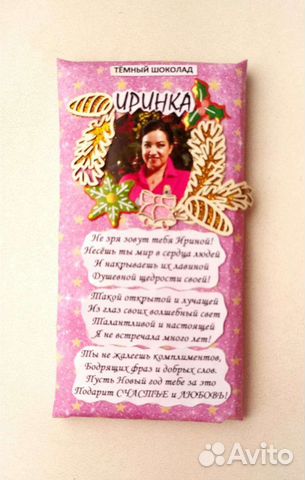 ТЁМНЫЙ ШОКОЛАД
ИРИНКА
Не зря зовут тебя Ириной!
Несёшь ты мир в сердца людей
И накрываешь их лавиной
Душевной щедрости своей!
Такой открытой и лучащей
Из глаз своих волшебный свет
Талантливой и настоящей
Я не встречала много лет!
Ты не жалеешь комплиментов,
Бодрящих фраз и добрых слов.
Пусть Новый год тебе за это
Подарит СЧАСТЬЕ и ЛЮБОВЬ!
Avito